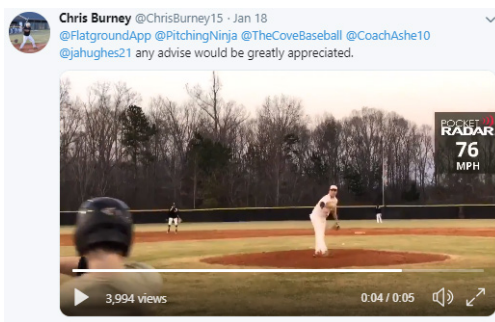 Chris Burney @ChrisBurney15 · Jan 18
@FlatgroundApp @PitchingNinja @TheCoveBaseball @CoachAshe10
@jahughes21 any advise would be greatly appreciated.
POCKET
RADAR
76
MPH
3,994 views
0:04 / 0:05